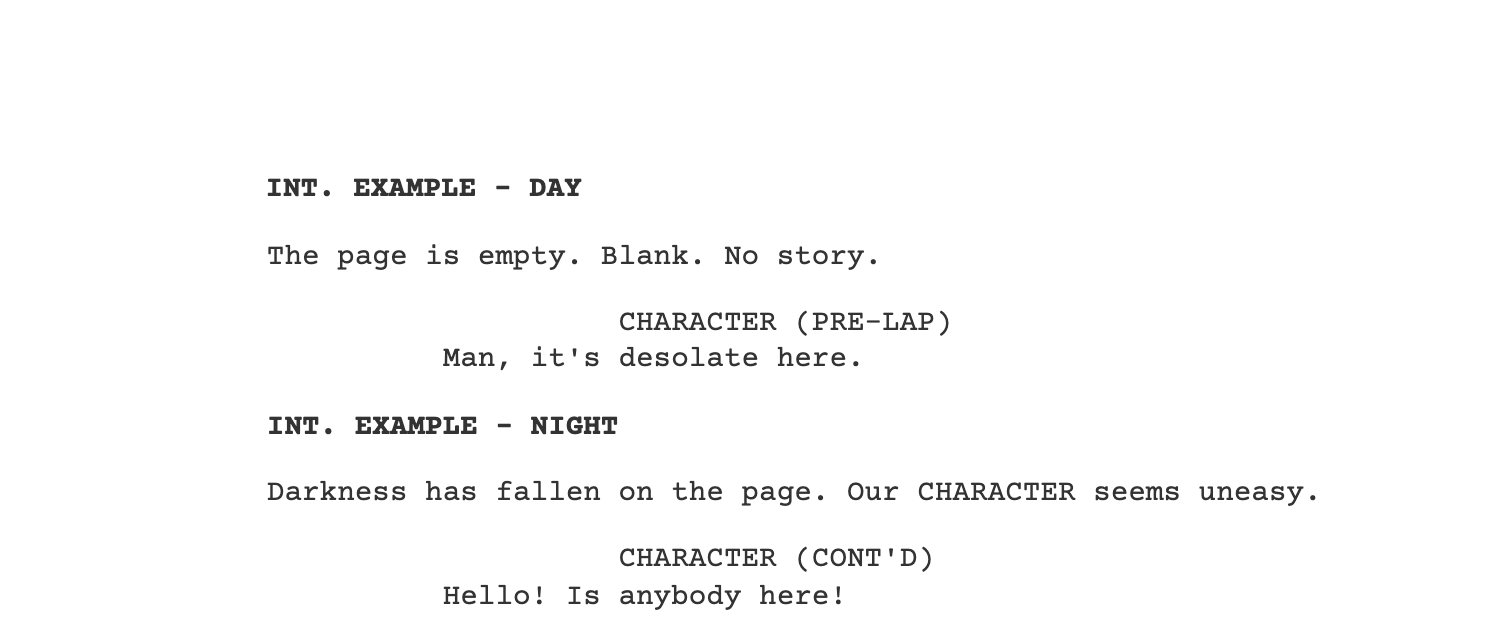 INT. EXAMPLE - DAY
The page is empty. Blank. No story.
CHARACTER (PRE-LAP)
Man, it's desolate here.
INT. EXAMPLE - NIGHT
Darkness has fallen on the page. Our CHARACTER seems uneasy.
CHARACTER (CONT'D)
Hello! Is anybody here!